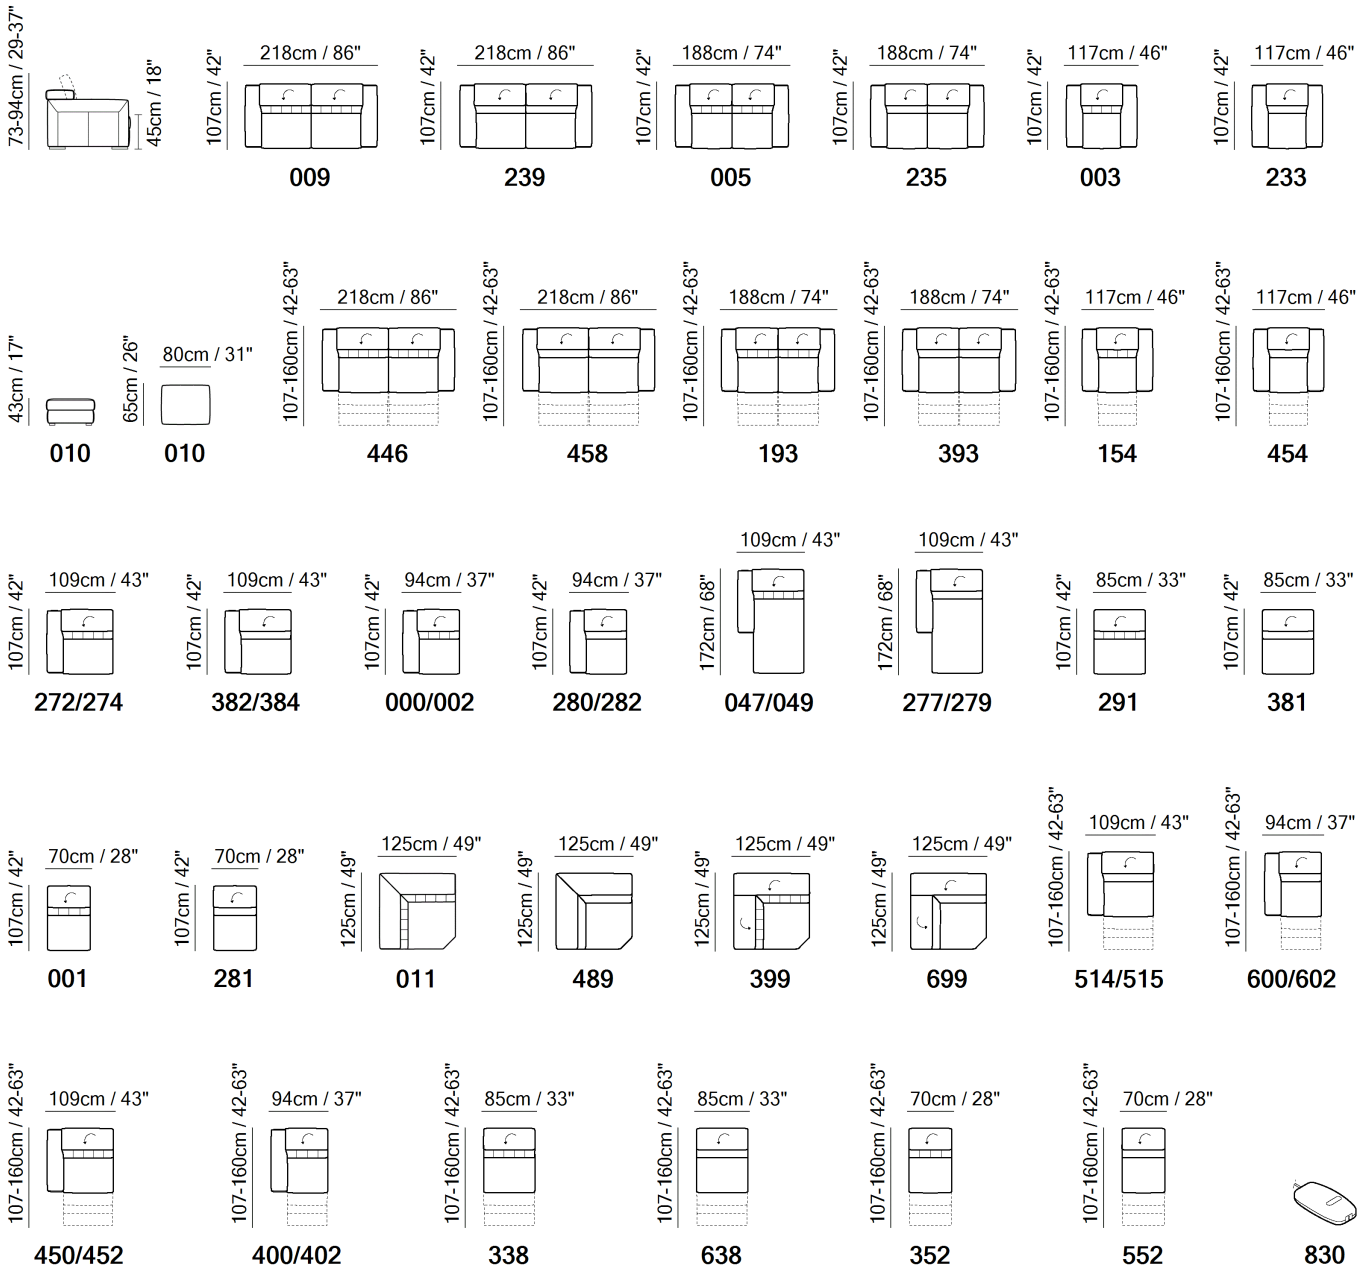 73-94cm / 29-37"
45cm / 18"
107cm / 42"
218cm / 86"
009
107cm / 42"
218cm / 86"
239
107cm / 42"
188cm / 74"
005
107cm / 42"
188cm / 74"
235
107cm / 42"
117cm / 46"
003
107cm / 42"
117cm / 46"
233
43cm / 17"
010
65cm / 26"
80cm / 31"
010
107-160cm / 42-63"
218cm / 86"
446
107-160cm / 42-63"
218cm / 86"
458
107-160cm / 42-63"
188cm / 74"
193
107-160cm / 42-63"
188cm / 74"
393
107-160cm / 42-63"
117cm / 46"
154
107-160cm / 42-63"
117cm / 46"
454
107cm / 42"
109cm / 43"
272/274
107cm / 42"
109cm / 43"
382/384
107cm / 42"
94cm / 37"
000/002
107cm / 42"
94cm / 37"
280/282
172cm / 68"
109cm / 43"
047/049
172cm / 68"
109cm / 43"
277/279
107cm / 42"
85cm / 33"
291
107cm / 42"
85cm / 33"
381
107cm / 42"
70cm / 28"
001
107cm / 42"
70cm / 28"
281
125cm / 49"
125cm / 49"
011
125cm / 49"
125cm / 49"
489
125cm / 49"
125cm / 49"
399
125cm / 49"
125cm / 49"
699
107-160cm / 42-63"
109cm / 43"
514/515
107-160cm / 42-63"
94cm / 37"
600/602
107-160cm / 42-63"
109cm / 43"
450/452
107-160cm / 42-63"
94cm / 37"
400/402
107-160cm / 42-63"
85cm / 33"
338
107-160cm / 42-63"
85cm / 33"
638
107-160cm / 42-63"
70cm / 28"
352
107-160cm / 42-63"
70cm / 28"
552
830